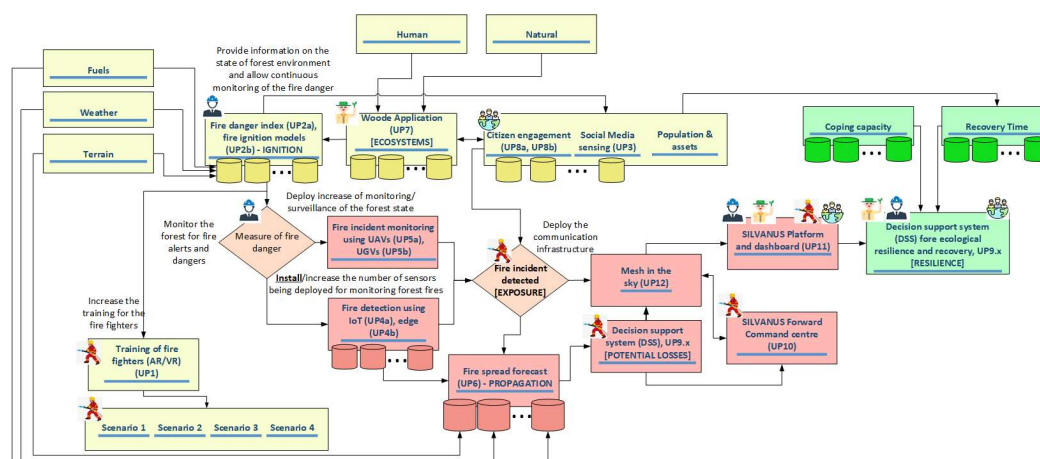 Human
Natural
Provide information on the
state of forest environment
and allow continuous
monitoring of the fire danger
Fuels
Weather
Terrain
Fire danger index (UP2a),
fire ignition models
(UP2b) - IGNITION
Woode Application
(UP7)
[ECOSYSTEMS]
Citizen engagement
(UP8a, UP8b)
Social Media
sensing (UP3)
Population &
assets
Coping capacity
Recovery Time
Monitor the
forest for fire
alerts and
dangers
Measure of fire
danger
Deploy increase of monitoring/
surveillance of the forest state
Fire incident monitoring
using UAVs (UP5a),
UGVs (UP5b)
Install/increase the number of sensors
being deployed for monitoring forest fires
Fire detection using
IoT (UP4a), edge
(UP4b)
Deploy the
communication
infrastructure
Fire incident
detected
[EXPOSURE]
Mesh in the
sky (UP12)
SILVANUS Platform
and dashboard (UP11)
Decision support system
(DSS) fore ecological
resilience and recovery, UP9.x
[RESILIENCE]
Decision support
system (DSS), UP9.x
[POTENTIAL LOSSES]
SILVANUS Forward
Command centre
(UP10)
Increase the
training for the
fire fighters
Training of fire
fighters (AR/VR)
(UP1)
Fire spread forecast
(UP6) - PROPAGATION
Scenario 1 Scenario 2 Scenario 3 Scenario 4